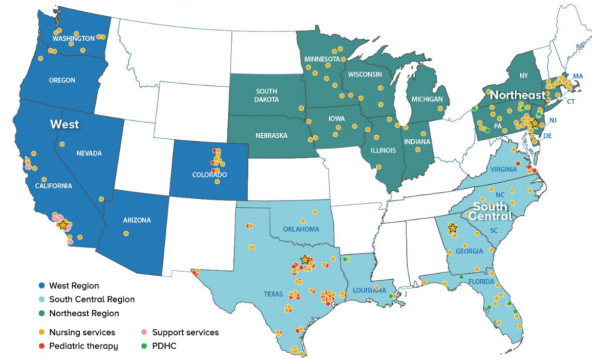 WASHINGTON
OREGON
West
NEVADA
CALIFORNIA
ARIZONA
COLORADO
SOUTH
DAKOTA
NEBRASKA
MINNESOTA
WISCONSIN
MICHIGAN
IOWA
ILLINOIS
INDIANA
NY
Northeast
PA
MA
CT
NJ
DE
VIRGINIA
NC
South
Central
SC
GEORGIA
FLORIDA
OKLAHOMA
TEXAS
LOUISIANA
West Region
South Central Region
Northeast Region
Nursing services
Support services
Pediatric therapy
PDHC